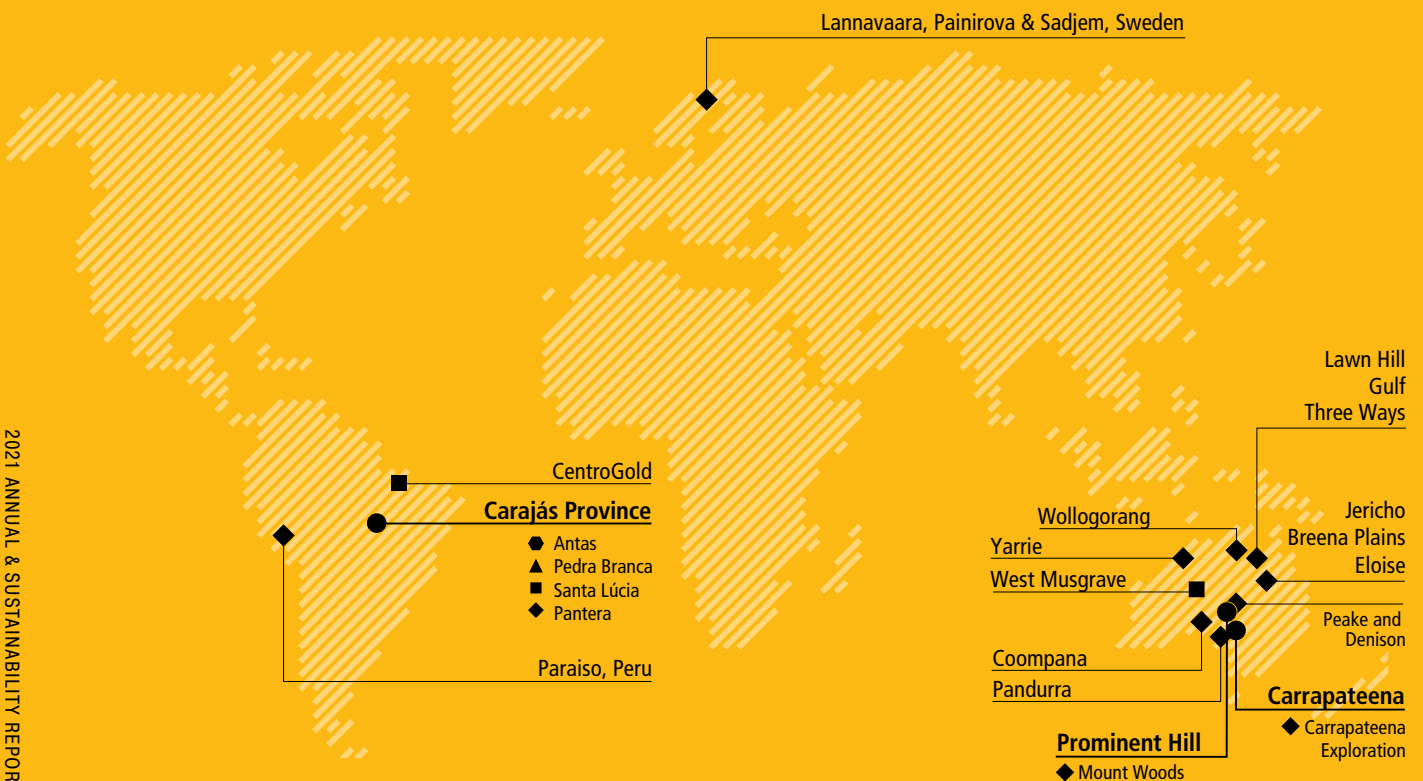 Lannavaara, Painirova & Sadjem, Sweden
Lawn Hill
Gulf
Three Ways
CentroGold
Carajás Province
Antas
Pedra Branca
Santa Lúcia
Pantera
Paraiso, Peru
Wollogorang
Yarrie
West Musgrave
Jericho
Breena Plains
Eloise
Peake and
Denison
Coompana
Pandurra
Carrapateena
Carrapateena
Exploration
Prominent Hill
Mount Woods
2021 ANNUAL & SUSTAINABILITY REPOR